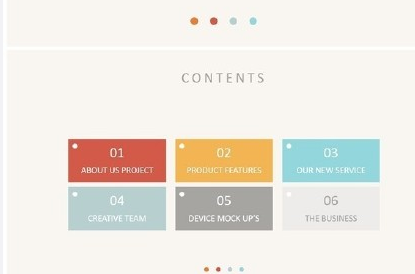 CONTENTS
01
ABOUT US PROJECT
02
PRODUCT FEATURES
03
OUR NEW SERVICE
04
CREATIVE TEAM
05
DEVICE MOCK UP'S
06
THE BUSINESS